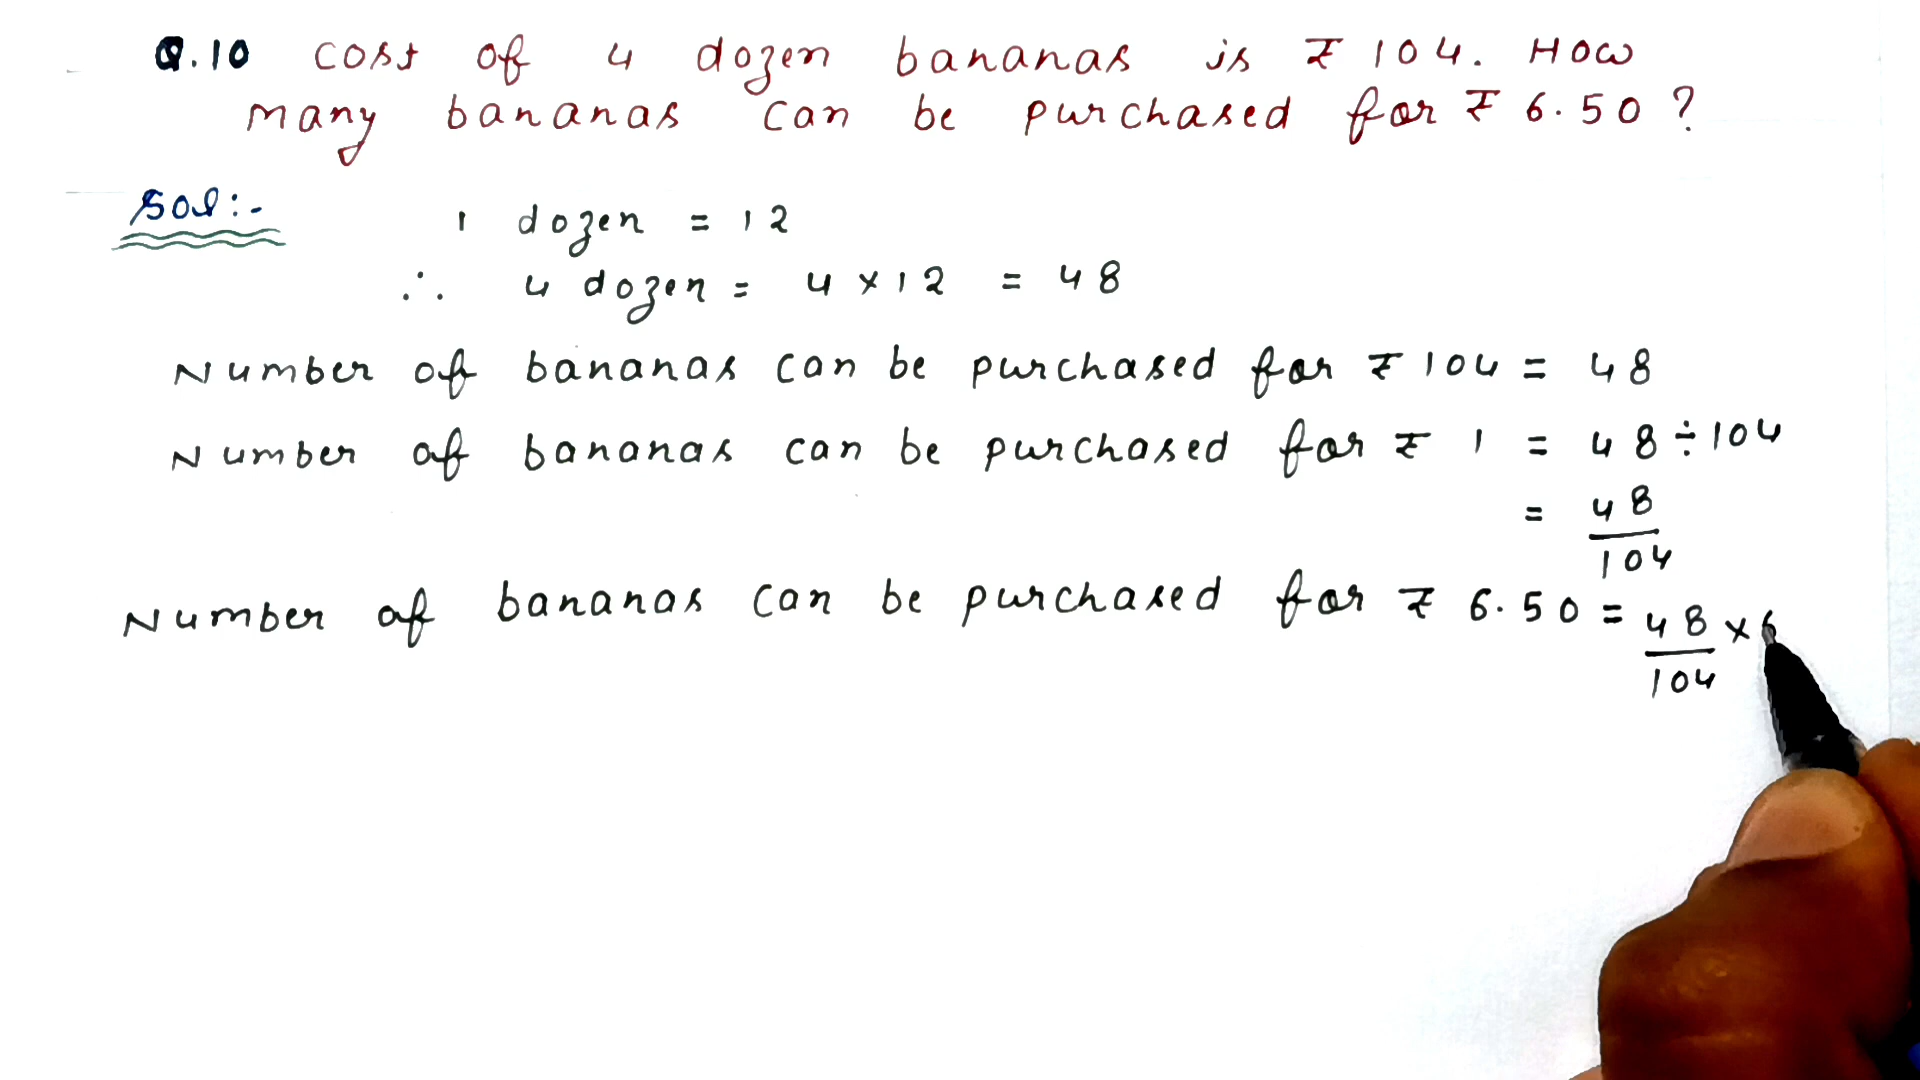 Q.10 Cost of 4 dozen bananas is ₹ 104. How
many bananas can be purchased for ₹ 6.50 ?
Sol:-
1 dozen = 12
∴ 4 dozen = 4 × 12 = 48
Number of bananas can be purchased for ₹ 104 = 48
Number of bananas can be purchased for ₹ 1 = 48 ÷ 104
= 48/104
Number of bananas can be purchased for ₹ 6.50 = 48/104 × 6